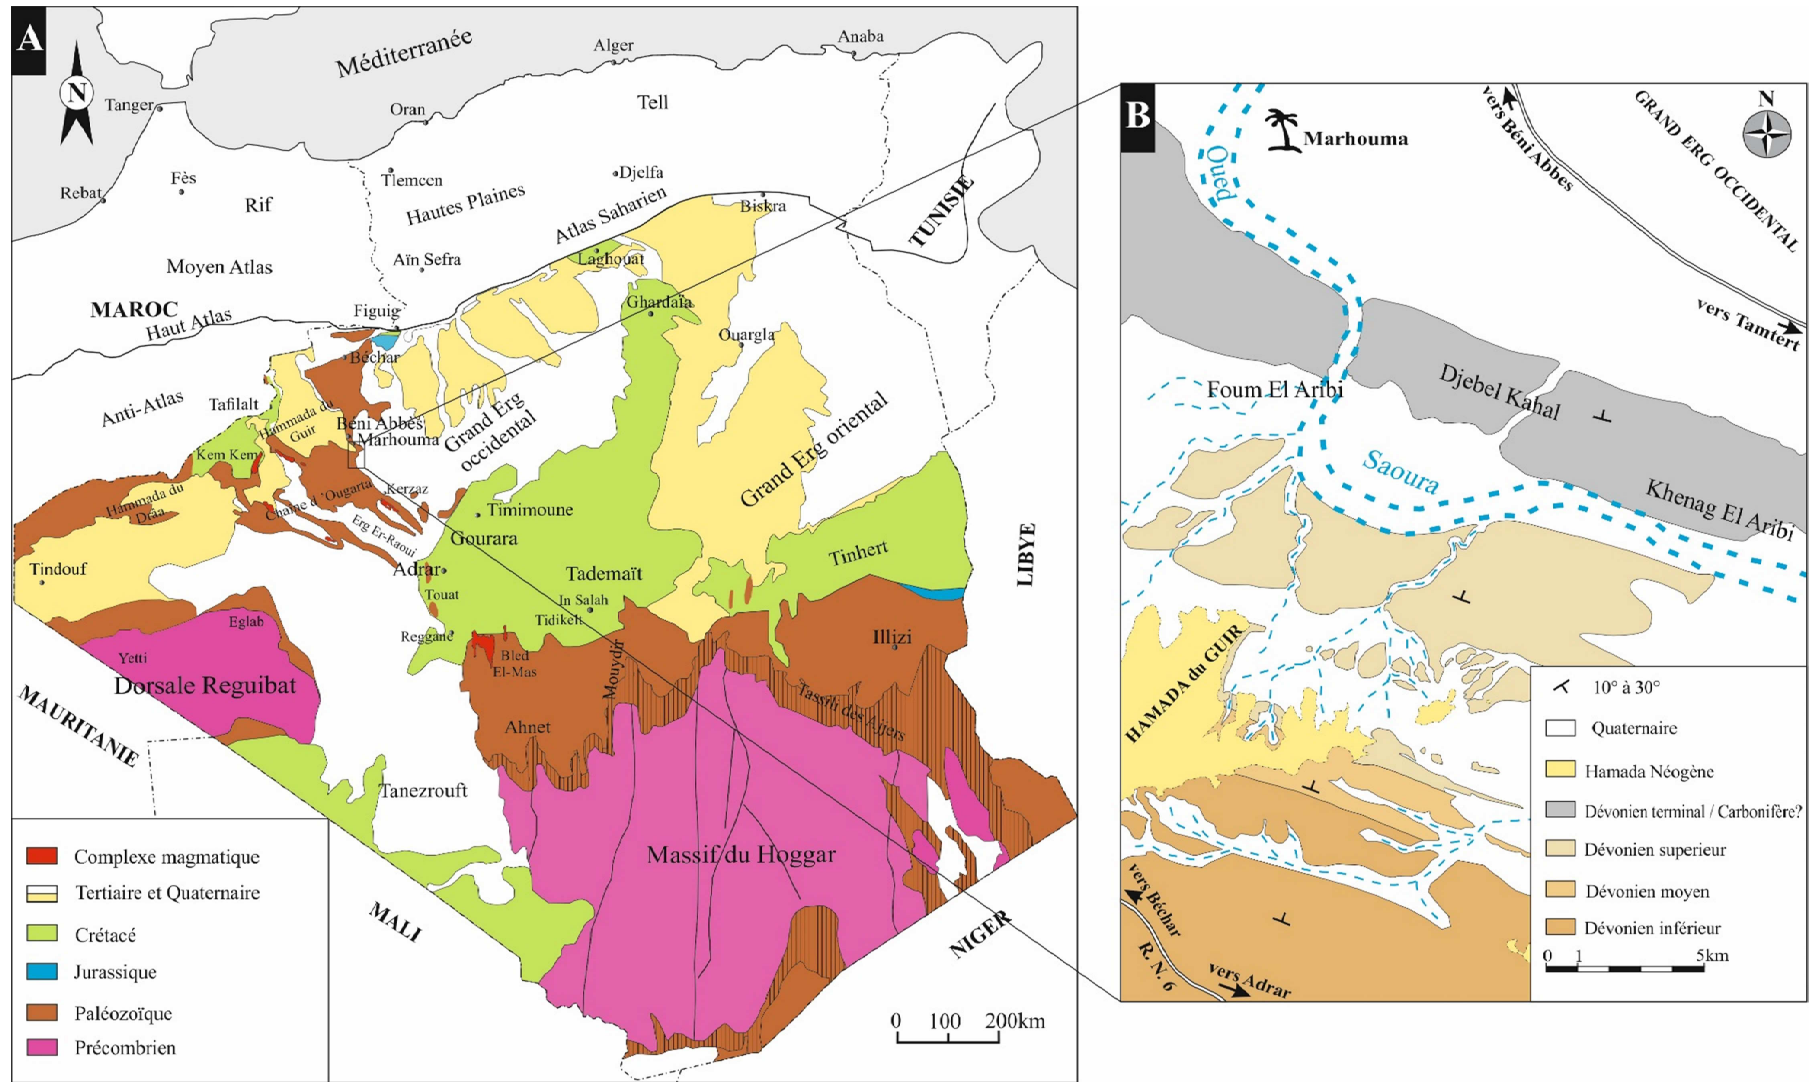 A
N
Méditerranée
Alger
Anaba
Tanger
Oran
Tell
Rebat
Fès
Rif
Tlemcen
Djelfa
Hautes Plaines
Atlas Saharien
Biskra
TUNISIE
Moyen Atlas
Aïn Sefra
Laghouat
MAROC
Haut Atlas
Figuig
Ghardaïa
Béchar
Ouargla
Anti-Atlas
Tafilalt
Hammada du
Guir
Béni Abbès
Marhouma
Grand Erg
occidental
Grand Erg oriental
Kem Kem
Hammada du
Drâa
Chaine d 'Ougarta
Kerzaz
Erg Er-Raoui
Timimoune
Gourara
Tinhert
LIBYE
Tindouf
Adrar
Tademaït
Touat
In Salah
Tidikelt
Reggane
Eglab
Yetti
Bled
El-Mas
Mouydir
Illizi
Dorsale Reguibat
Tassili des Ajjers
MAURITANIE
Ahnet
Tanezrouft
Massif du Hoggar
MALI
NIGER
Complexe magmatique
Tertiaire et Quaternaire
Crétacé
Jurassique
Paléozoïque
Précombrien
0 100 200km
B
Marhouma
vers Béni Abbes
GRAND ERG OCCIDENTAL
N
Oued
vers Tamtert
Foum El Aribi
Djebel Kahal
Saoura
Khenag El Aribi
HAMADA du GUIR
10° à 30°
Quaternaire
Hamada Néogène
Dévonien terminal / Carbonifère?
Dévonien superieur
Dévonien moyen
Dévonien inférieur
0 1 5km
vers Béchar
R. N. 6
vers Adrar